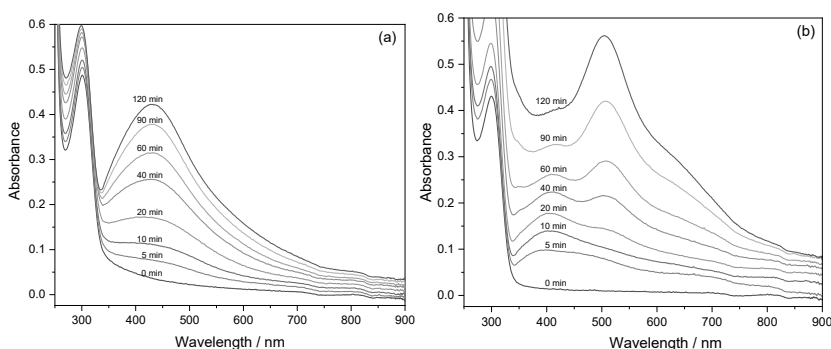 (a)
Absorbance
0.6
0.5
0.4
0.3
0.2
0.1
0.0
120 min
90 min
60 min
40 min
20 min
10 min
5 min
0 min
300 400 500 600 700 800 900
Wavelength / nm
(b)
Absorbance
0.6
0.5
0.4
0.3
0.2
0.1
0.0
120 min
90 min
60 min
40 min
20 min
10 min
5 min
0 min
300 400 500 600 700 800 900
Wavelength / nm